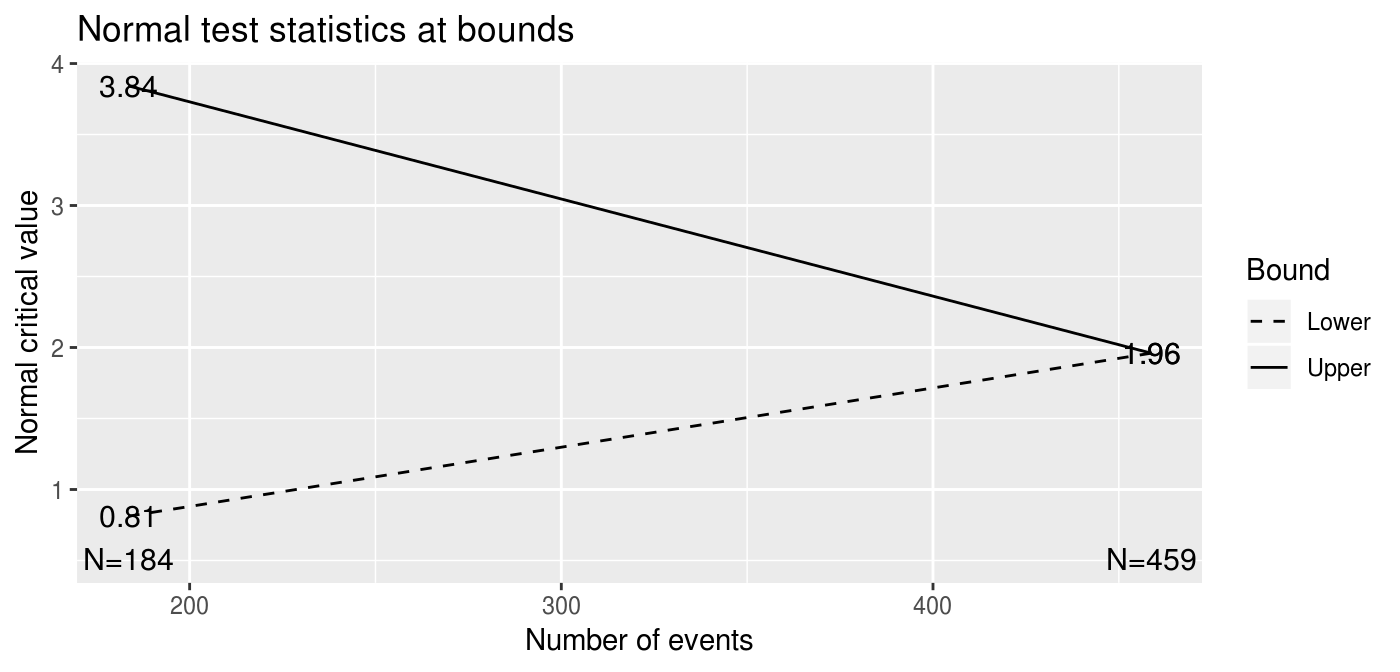 Normal test statistics at bounds
Normal critical value
4
3
2
1
3.84
1.96
0.81
N=184
N=459
200
300
400
Number of events
Bound
Lower
Upper